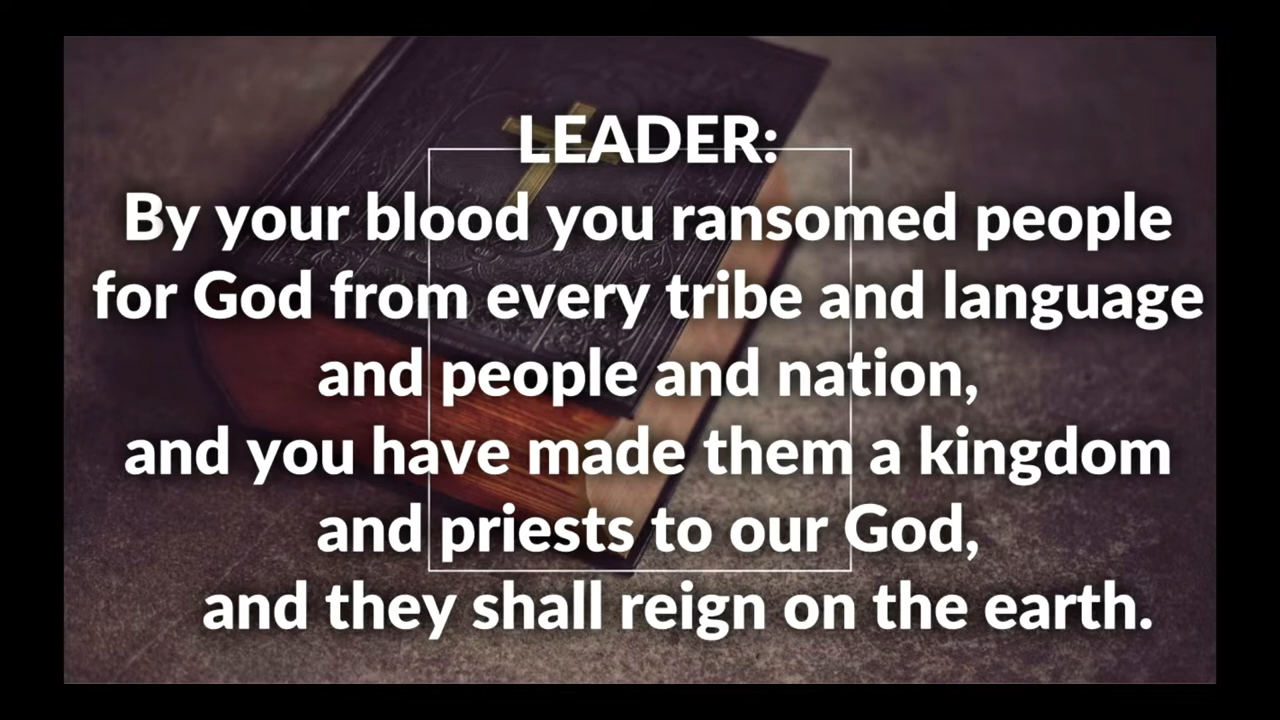 LEADER:
By your blood you ransomed people
for God from every tribe and language
and people and nation,
and you have made them a kingdom
and priests to our God,
and they shall reign on the earth.